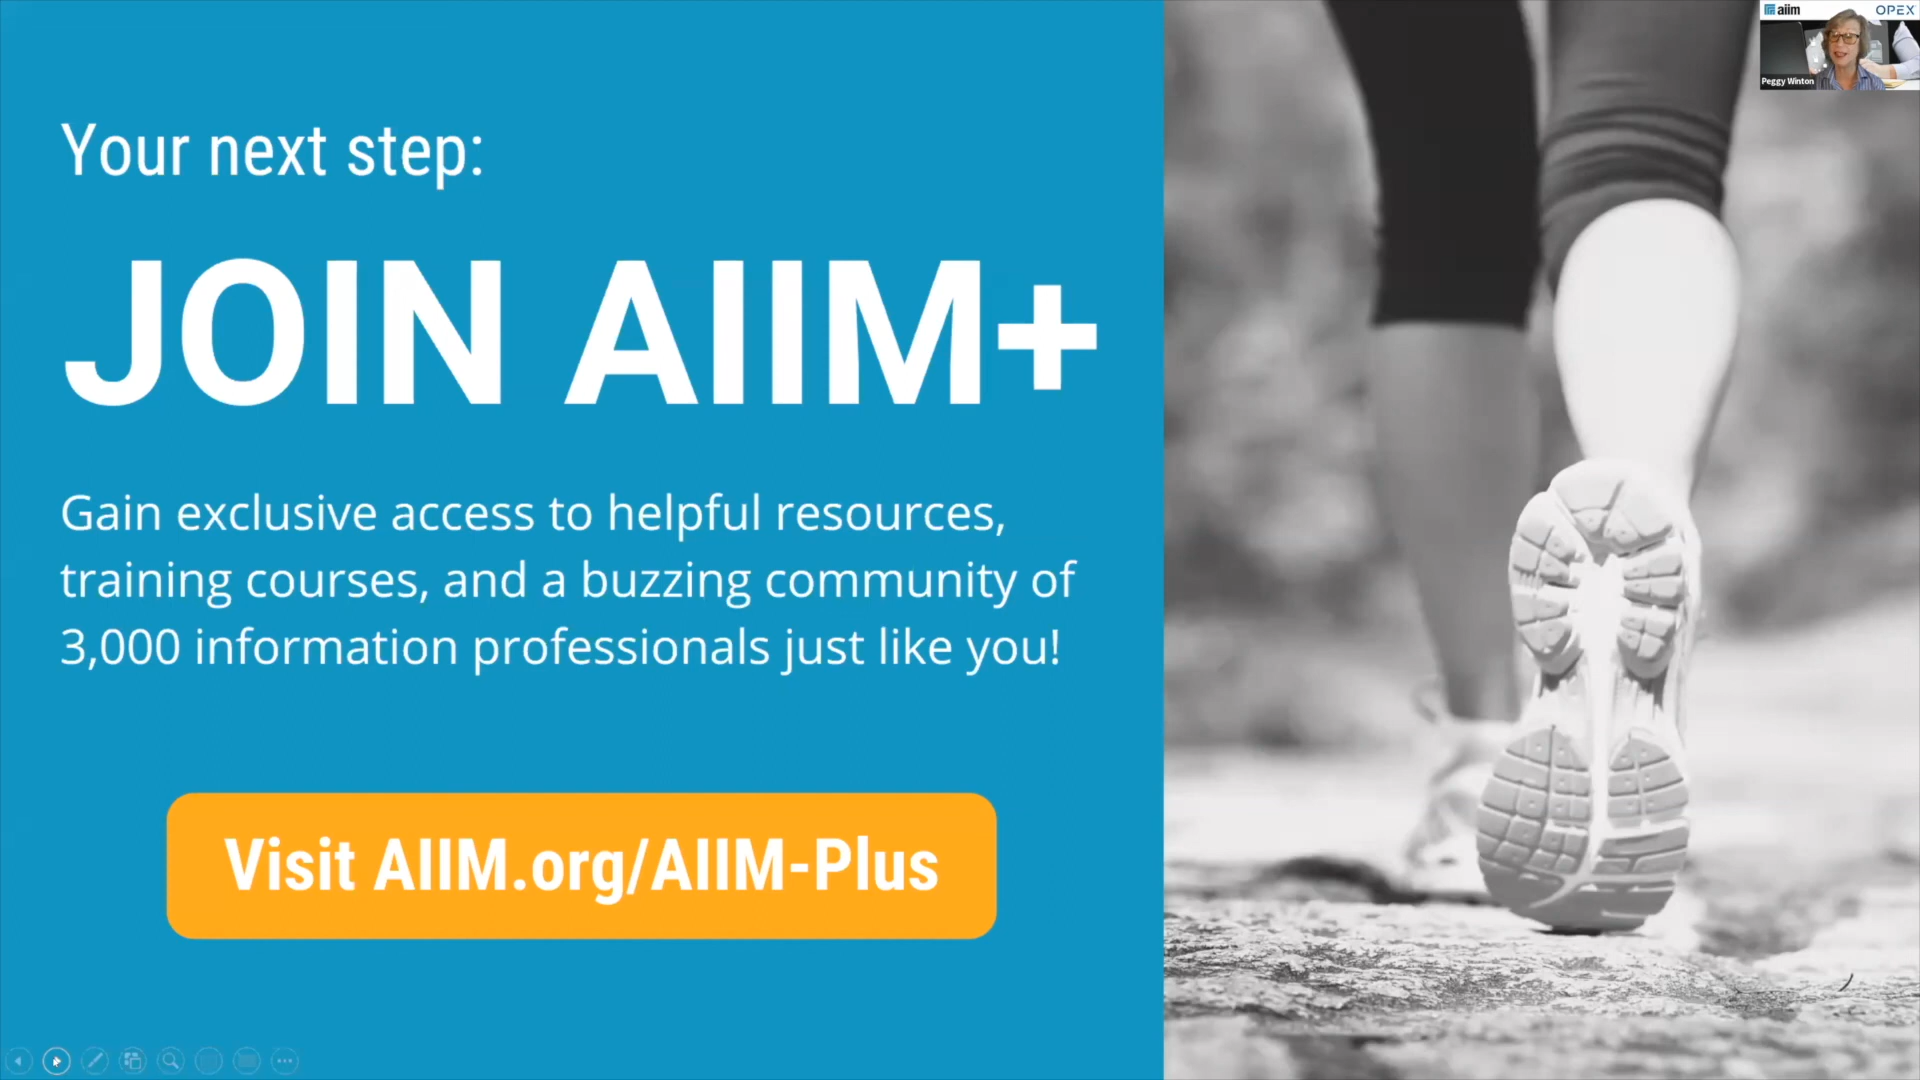 aiim
OPEX
Peggy Winton
Your next step:
JOIN AIIM+
Gain exclusive access to helpful resources,
training courses, and a buzzing community of
3,000 information professionals just like you!
Visit AIIM.org/AIIM-Plus